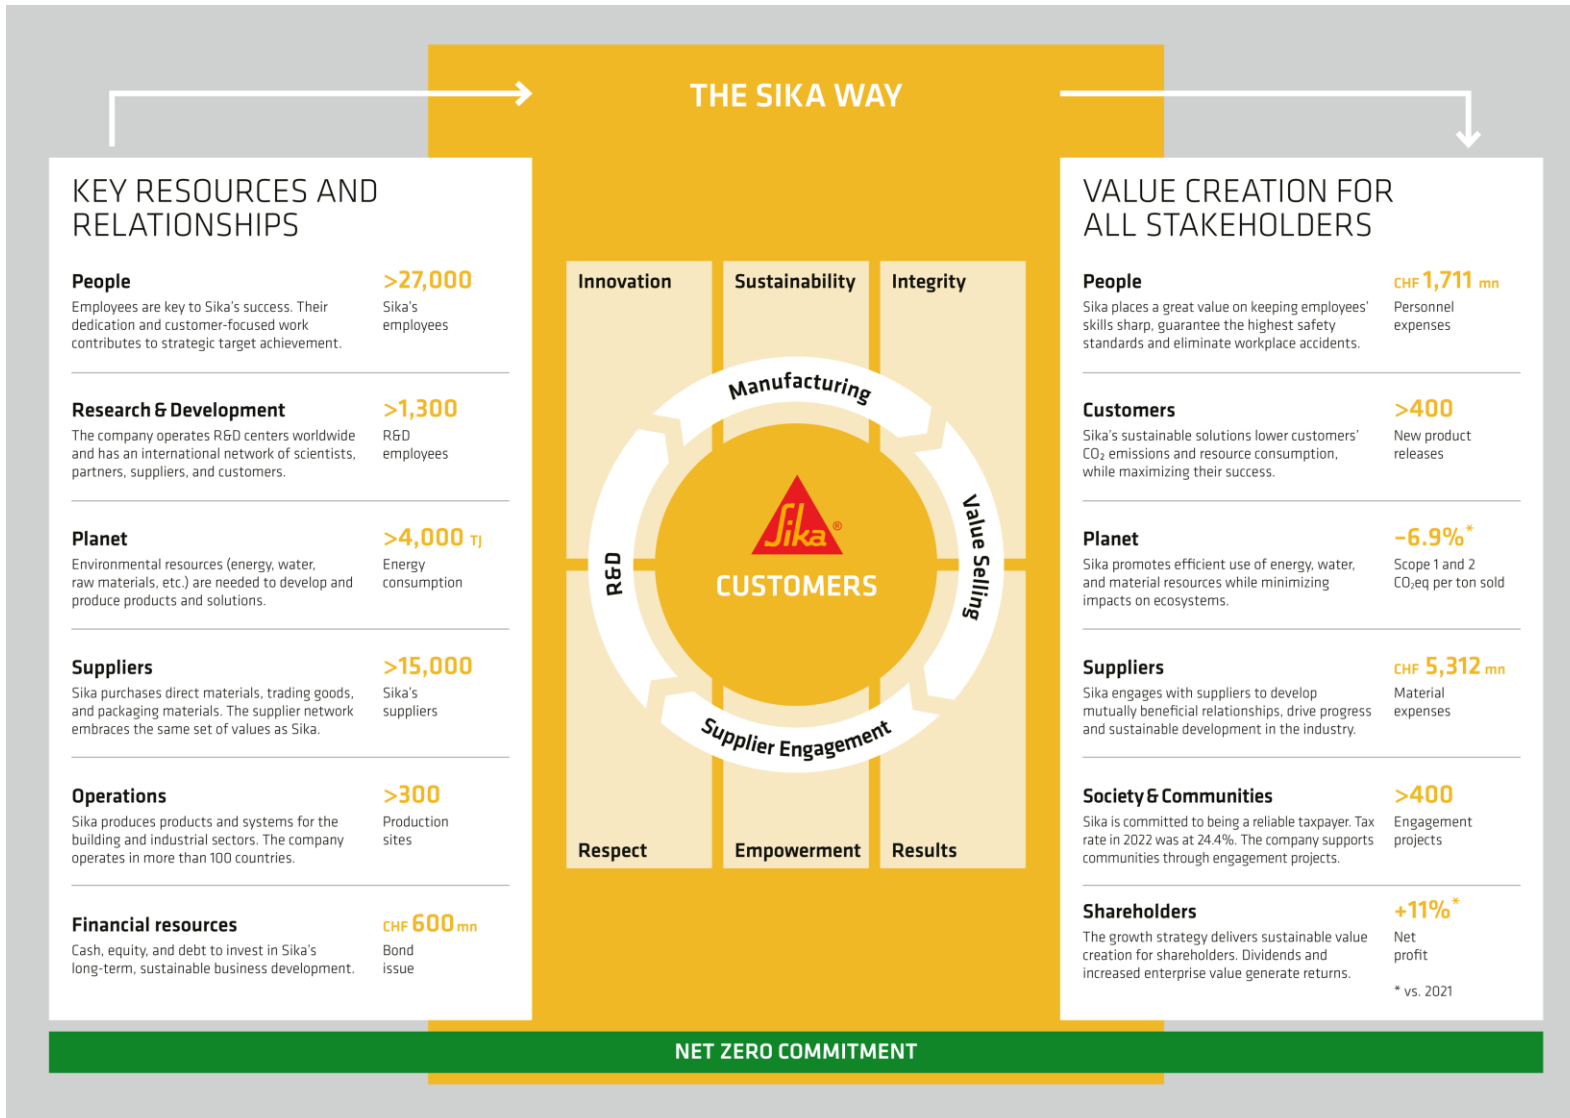 THE SIKA WAY
KEY RESOURCES AND
RELATIONSHIPS
People
Employees are key to Sika's success. Their
dedication and customer-focused work
contributes to strategic target achievement.
>27,000
Sika's
employees
Research & Development
The company operates R&D centers worldwide
and has an international network of scientists,
partners, suppliers, and customers.
>1,300
R&D
employees
Planet
Environmental resources (energy, water,
raw materials, etc.) are needed to develop and
produce products and solutions.
>4,000 TJ
Energy
consumption
Suppliers
Sika purchases direct materials, trading goods,
and packaging materials. The supplier network
embraces the same set of values as Sika.
>15,000
Sika's
suppliers
Operations
Sika produces products and systems for the
building and industrial sectors. The company
operates in more than 100 countries.
>300
Production
sites
Financial resources
Cash, equity, and debt to invest in Sika's
long-term, sustainable business development.
CHF 600 mn
Bond
issue
Innovation
Sustainability
Integrity
Manufacturing
Value Selling
Supplier Engagement
R&D
Sika®
CUSTOMERS
Respect
Empowerment
Results
VALUE CREATION FOR
ALL STAKEHOLDERS
People
Sika places a great value on keeping employees'
skills sharp, guarantee the highest safety
standards and eliminate workplace accidents.
CHF 1,711 mn
Personnel
expenses
Customers
Sika's sustainable solutions lower customers'
CO₂ emissions and resource consumption,
while maximizing their success.
>400
New product
releases
Planet
Sika promotes efficient use of energy, water,
and material resources while minimizing
impacts on ecosystems.
−6.9%*
Scope 1 and 2
CO₂eq per ton sold
Suppliers
Sika engages with suppliers to develop
mutually beneficial relationships, drive progress
and sustainable development in the industry.
CHF 5,312 mn
Material
expenses
Society & Communities
Sika is committed to being a reliable taxpayer. Tax
rate in 2022 was at 24.4%. The company supports
communities through engagement projects.
>400
Engagement
projects
Shareholders
The growth strategy delivers sustainable value
creation for shareholders. Dividends and
increased enterprise value generate returns.
+11%*
Net
profit
* vs. 2021
NET ZERO COMMITMENT